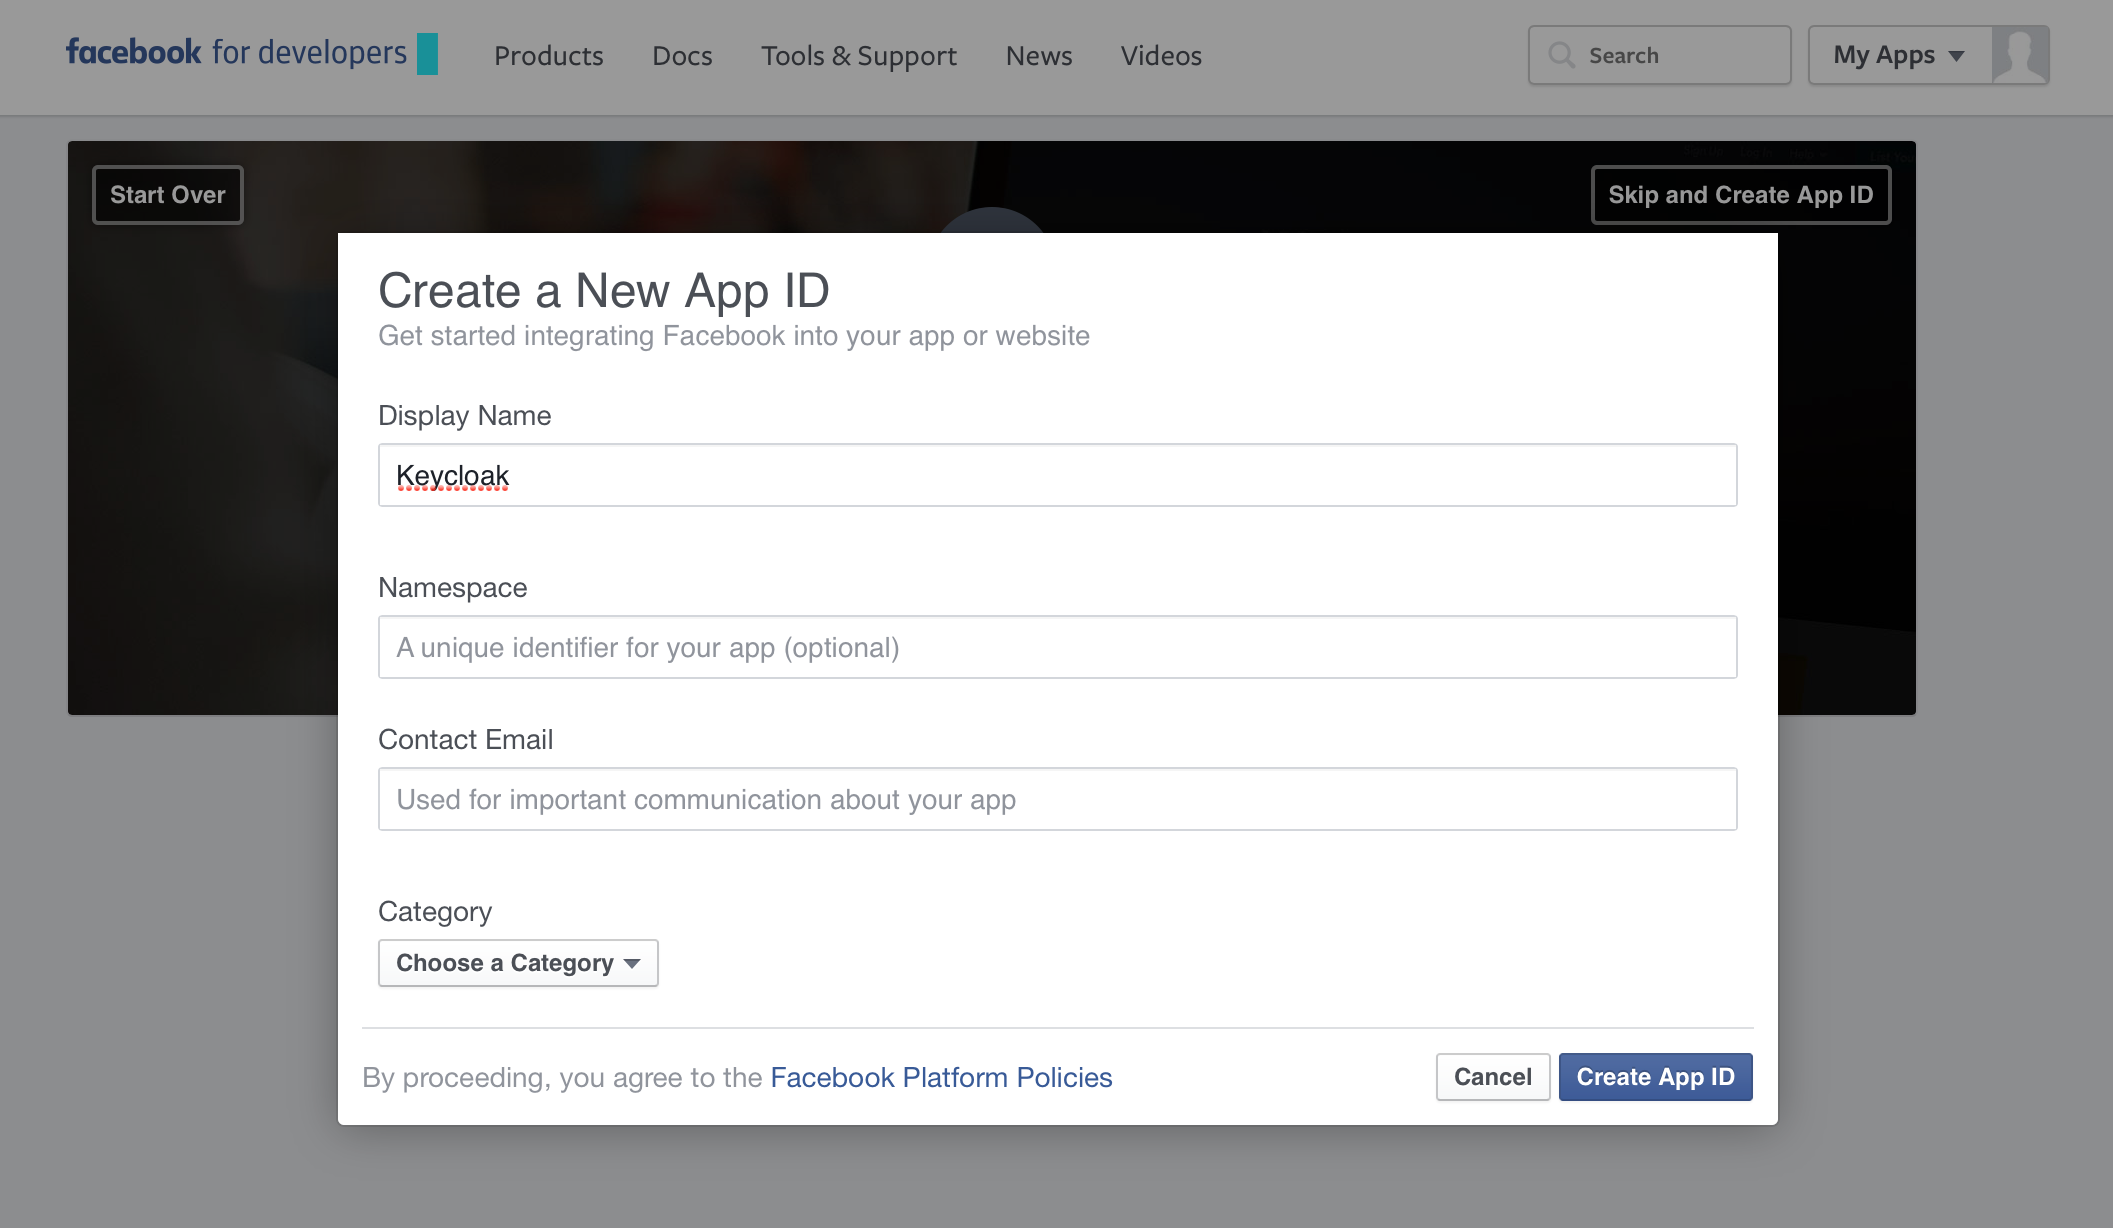 facebook for developers
Products
Docs
Tools & Support
News
Videos
Search
My Apps
Start Over
Skip and Create App ID
Create a New App ID
Get started integrating Facebook into your app or website
Display Name
Keycloak
Namespace
A unique identifier for your app (optional)
Contact Email
Used for important communication about your app
Category
Choose a Category
By proceeding, you agree to the Facebook Platform Policies
Cancel
Create App ID